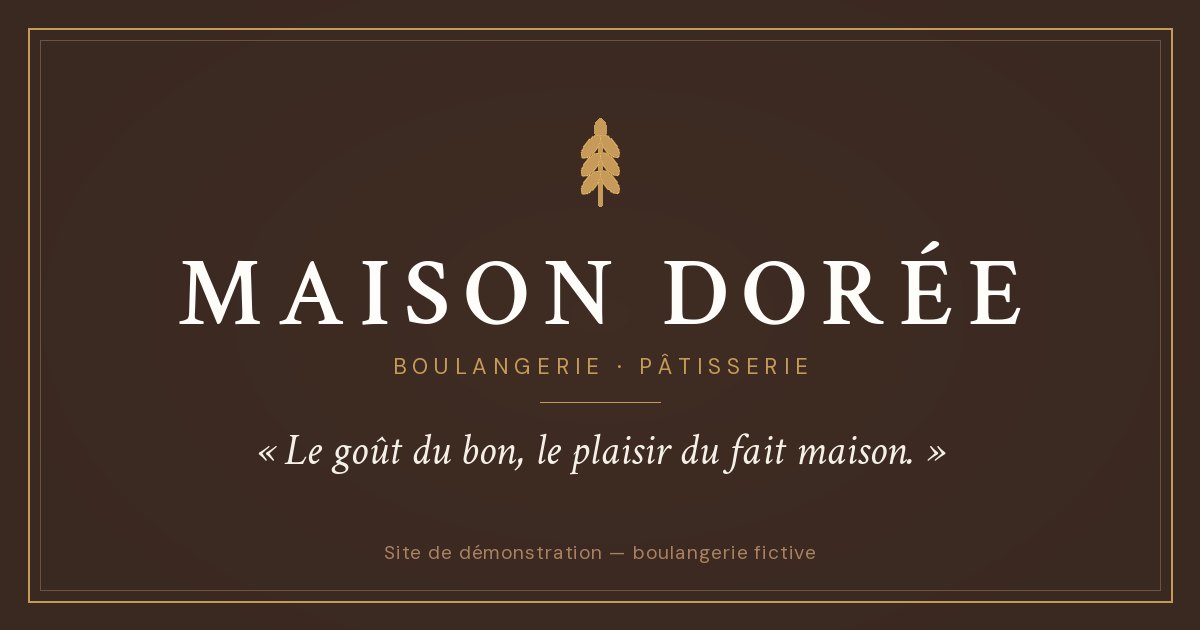 MAISON DORÉE
BOULANGERIE · PÂTISSERIE
« Le goût du bon, le plaisir du fait maison. »
Site de démonstration — boulangerie fictive